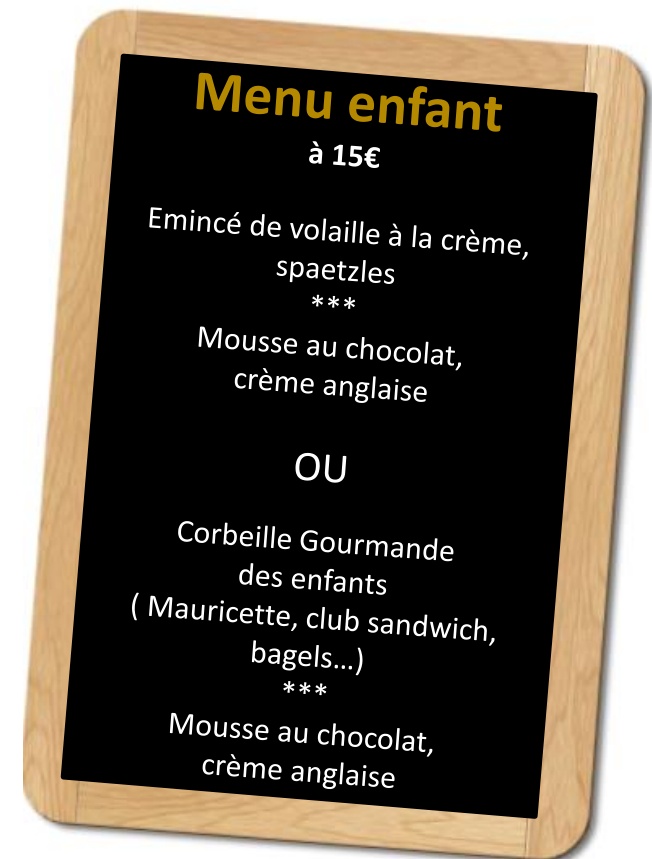 Menu enfant
à 15€
Emincé de volaille à la crème,
spaetzles
***
Mousse au chocolat,
crème anglaise
OU
Corbeille Gourmande
des enfants
( Mauricette, club sandwich,
bagels…)
***
Mousse au chocolat,
crème anglaise